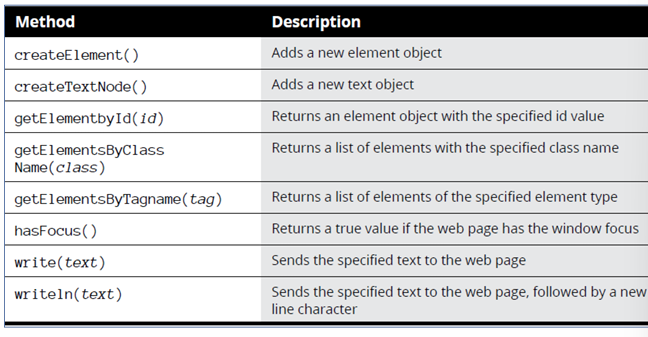 Method Description
createElement() Adds a new element object
createTextNode() Adds a new text object
getElementbyId(id) Returns an element object with the specified id value
getElementsByClass Returns a list of elements with the specified class name
Name(class)
getElementsByTagname(tag) Returns a list of elements of the specified element type
hasFocus() Returns a true value if the web page has the window focus
write(text) Sends the specified text to the web page
writeln(text) Sends the specified text to the web page, followed by a new
line character